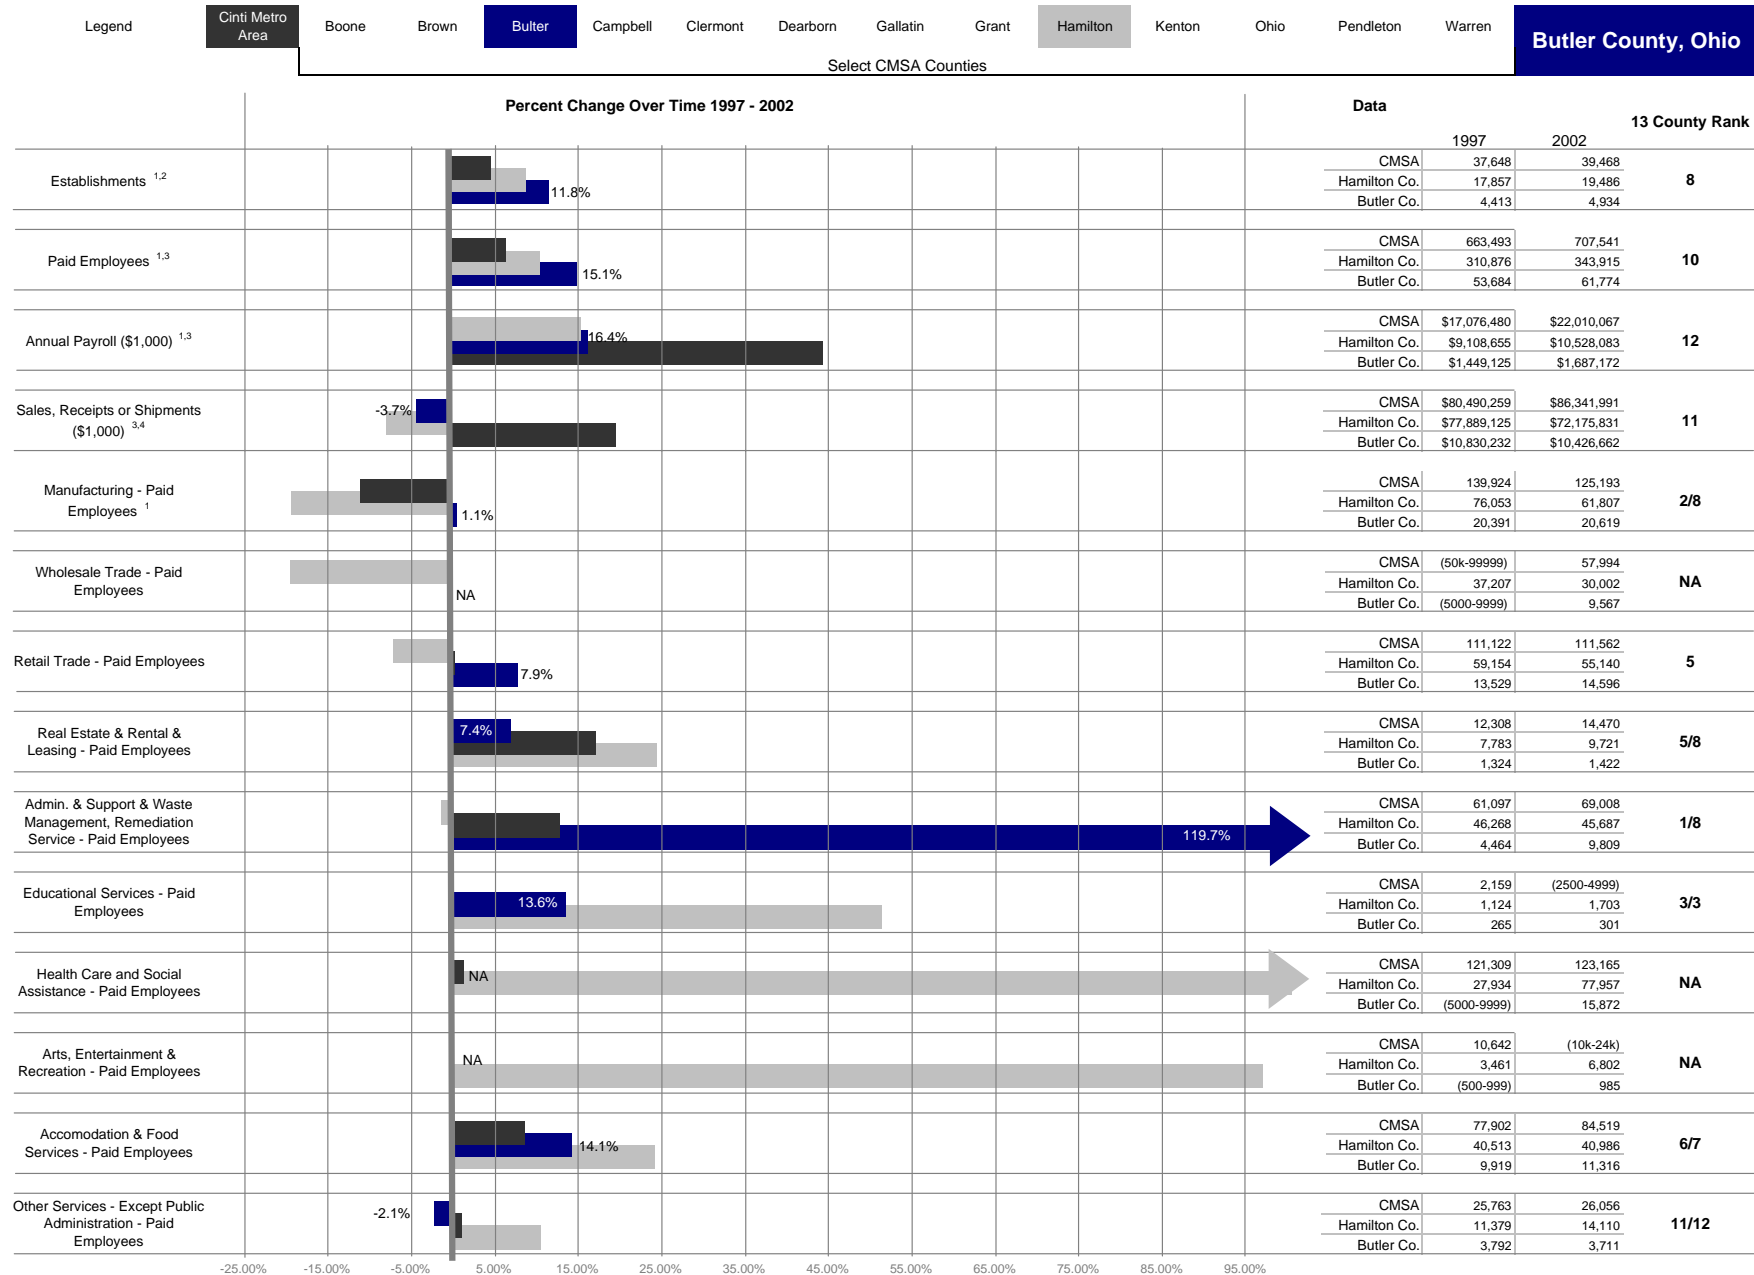 Legend Cinti Metro Area Boone Brown Bulter Campbell Clermont Dearborn Gallatin Grant Hamilton Kenton Ohio Pendleton Warren Butler County, Ohio
Select CMSA Counties
Percent Change Over Time 1997 - 2002 Data 13 County Rank
1997 2002
Establishments 1,2
11.8%
CMSA 37,648 39,468
Hamilton Co. 17,857 19,486
Butler Co. 4,413 4,934
8
Paid Employees 1,3
15.1%
CMSA 663,493 707,541
Hamilton Co. 310,876 343,915
Butler Co. 53,684 61,774
10
Annual Payroll ($1,000) 1,3
16.4%
CMSA $17,076,480 $22,010,067
Hamilton Co. $9,108,655 $10,528,083
Butler Co. $1,449,125 $1,687,172
12
Sales, Receipts or Shipments
($1,000) 3,4
-3.7%
CMSA $80,490,259 $86,341,991
Hamilton Co. $77,889,125 $72,175,831
Butler Co. $10,830,232 $10,426,662
11
Manufacturing - Paid
Employees 1
1.1%
CMSA 139,924 125,193
Hamilton Co. 76,053 61,807
Butler Co. 20,391 20,619
2/8
Wholesale Trade - Paid
Employees
NA
CMSA (50k-99999) 57,994
Hamilton Co. 37,207 30,002
Butler Co. (5000-9999) 9,567
NA
Retail Trade - Paid Employees
7.9%
CMSA 111,122 111,562
Hamilton Co. 59,154 55,140
Butler Co. 13,529 14,596
5
Real Estate & Rental &
Leasing - Paid Employees
7.4%
CMSA 12,308 14,470
Hamilton Co. 7,783 9,721
Butler Co. 1,324 1,422
5/8
Admin. & Support & Waste
Management, Remediation
Service - Paid Employees
119.7%
CMSA 61,097 69,008
Hamilton Co. 46,268 45,687
Butler Co. 4,464 9,809
1/8
Educational Services - Paid
Employees
13.6%
CMSA 2,159 (2500-4999)
Hamilton Co. 1,124 1,703
Butler Co. 265 301
3/3
Health Care and Social
Assistance - Paid Employees
NA
CMSA 121,309 123,165
Hamilton Co. 27,934 77,957
Butler Co. (5000-9999) 15,872
NA
Arts, Entertainment &
Recreation - Paid Employees
NA
CMSA 10,642 (10k-24k)
Hamilton Co. 3,461 6,802
Butler Co. (500-999) 985
NA
Accomodation & Food
Services - Paid Employees
14.1%
CMSA 77,902 84,519
Hamilton Co. 40,513 40,986
Butler Co. 9,919 11,316
6/7
Other Services - Except Public
Administration - Paid
Employees
-2.1%
CMSA 25,763 26,056
Hamilton Co. 11,379 14,110
Butler Co. 3,792 3,711
11/12
-25.00% -15.00% -5.00% 5.00% 15.00% 25.00% 35.00% 45.00% 55.00% 65.00% 75.00% 85.00% 95.00%